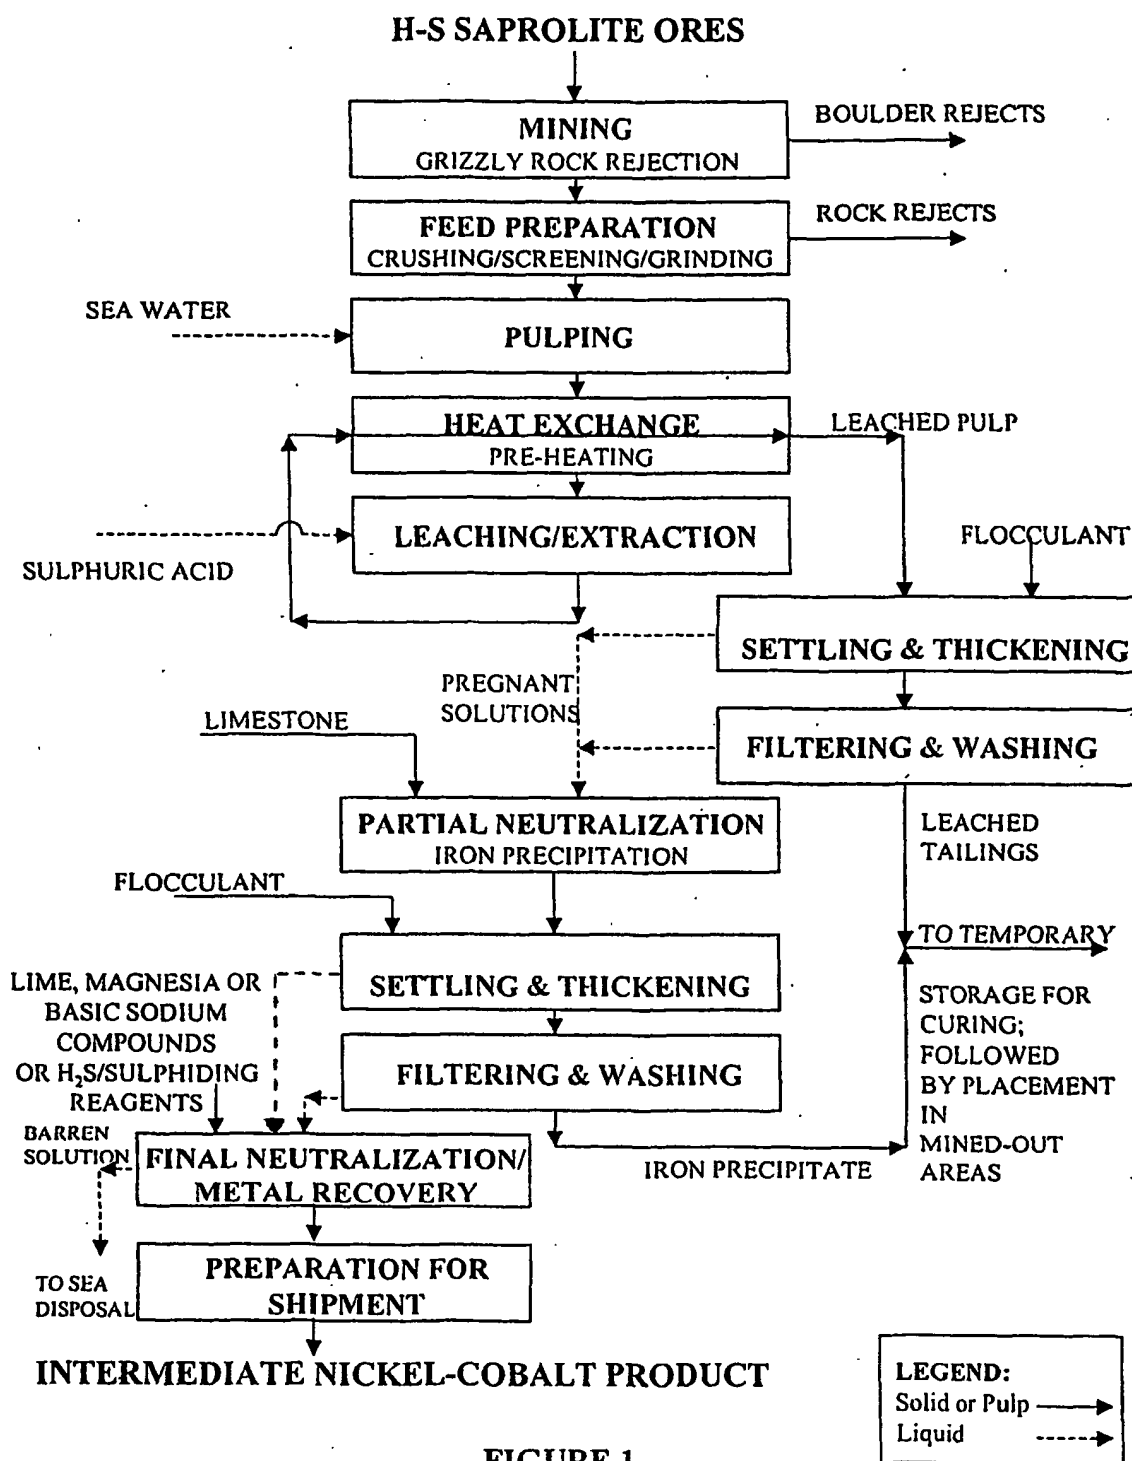 H-S SAPROLITE ORES
MINING
GRIZZLY ROCK REJECTION
BOULDER REJECTS
FEED PREPARATION
CRUSHING/SCREENING/GRINDING
ROCK REJECTS
SEA WATER
PULPING
HEAT EXCHANGE
PRE-HEATING
LEACHED PULP
LEACHING/EXTRACTION
SULPHURIC ACID
FLOCCULANT
SETTLING & THICKENING
PREGNANT
SOLUTIONS
FILTERING & WASHING
LIMESTONE
PARTIAL NEUTRALIZATION
IRON PRECIPITATION
LEACHED
TAILINGS
FLOCCULANT
SETTLING & THICKENING
TO TEMPORARY
STORAGE FOR
CURING;
FOLLOWED
BY PLACEMENT
IN
MINED-OUT
AREAS
LIME, MAGNESIA OR
BASIC SODIUM
COMPOUNDS
OR H₂S/SULPHIDING
REAGENTS
FILTERING & WASHING
IRON PRECIPITATE
BARREN
SOLUTION
FINAL NEUTRALIZATION/
METAL RECOVERY
TO SEA
DISPOSAL
PREPARATION FOR
SHIPMENT
INTERMEDIATE NICKEL-COBALT PRODUCT
LEGEND:
Solid or Pulp
Liquid
FIGURE 1